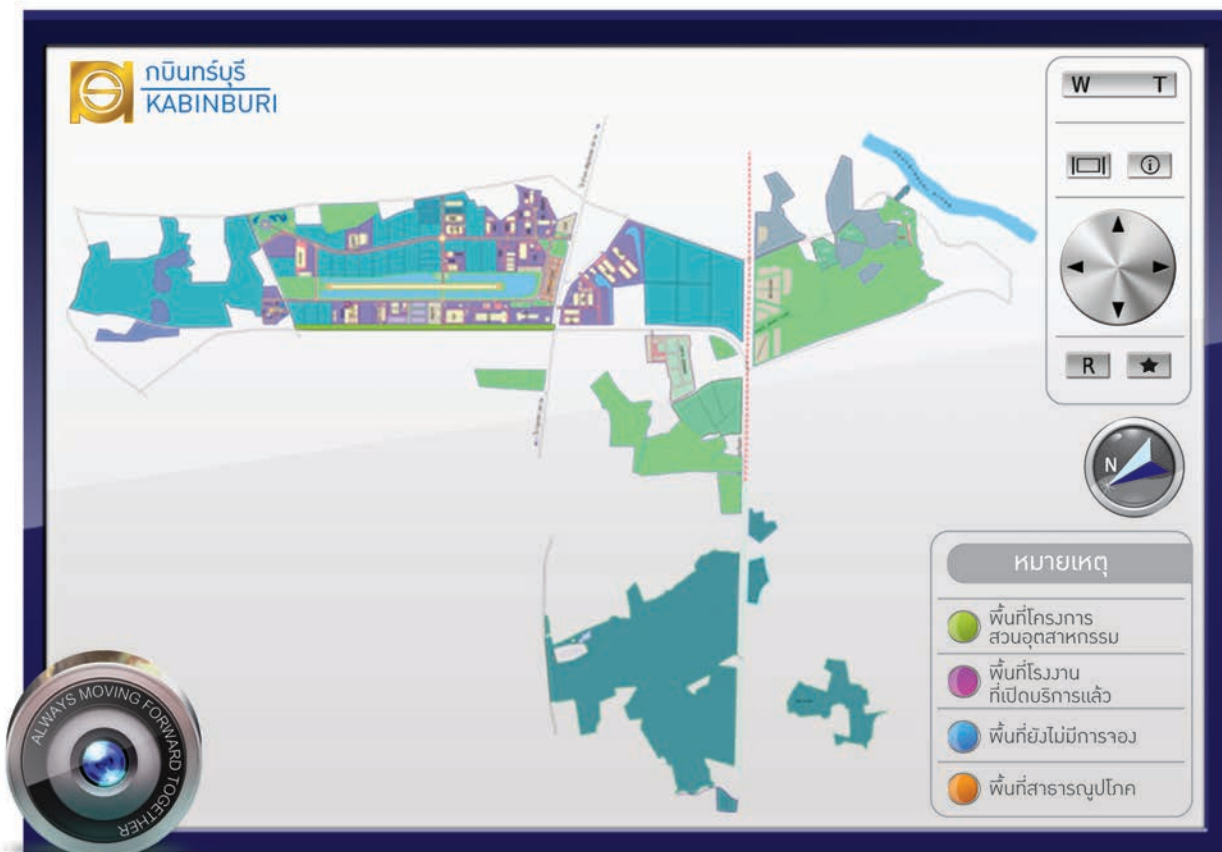 กบินทร์บุรี
KABINBURI
W T
R
N
หมายเหตุ
พื้นที่โครงการ
สวนอุตสาหกรรม
พื้นที่โรงงาน
ที่เปิดบริการแล้ว
พื้นที่ยังไม่มีการจอง
พื้นที่สาธารณูปโภค
ALWAYS MOVING FORWARD TOGETHER